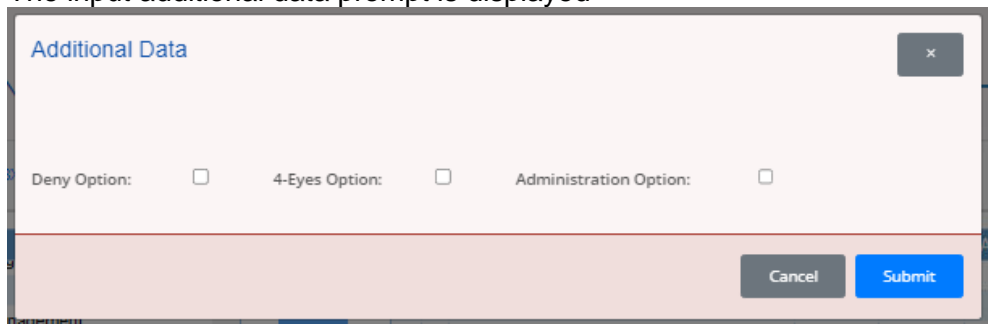 The input additional data prompt is displayed
Additional Data
×
Deny Option: 4-Eyes Option: Administration Option:
Cancel Submit